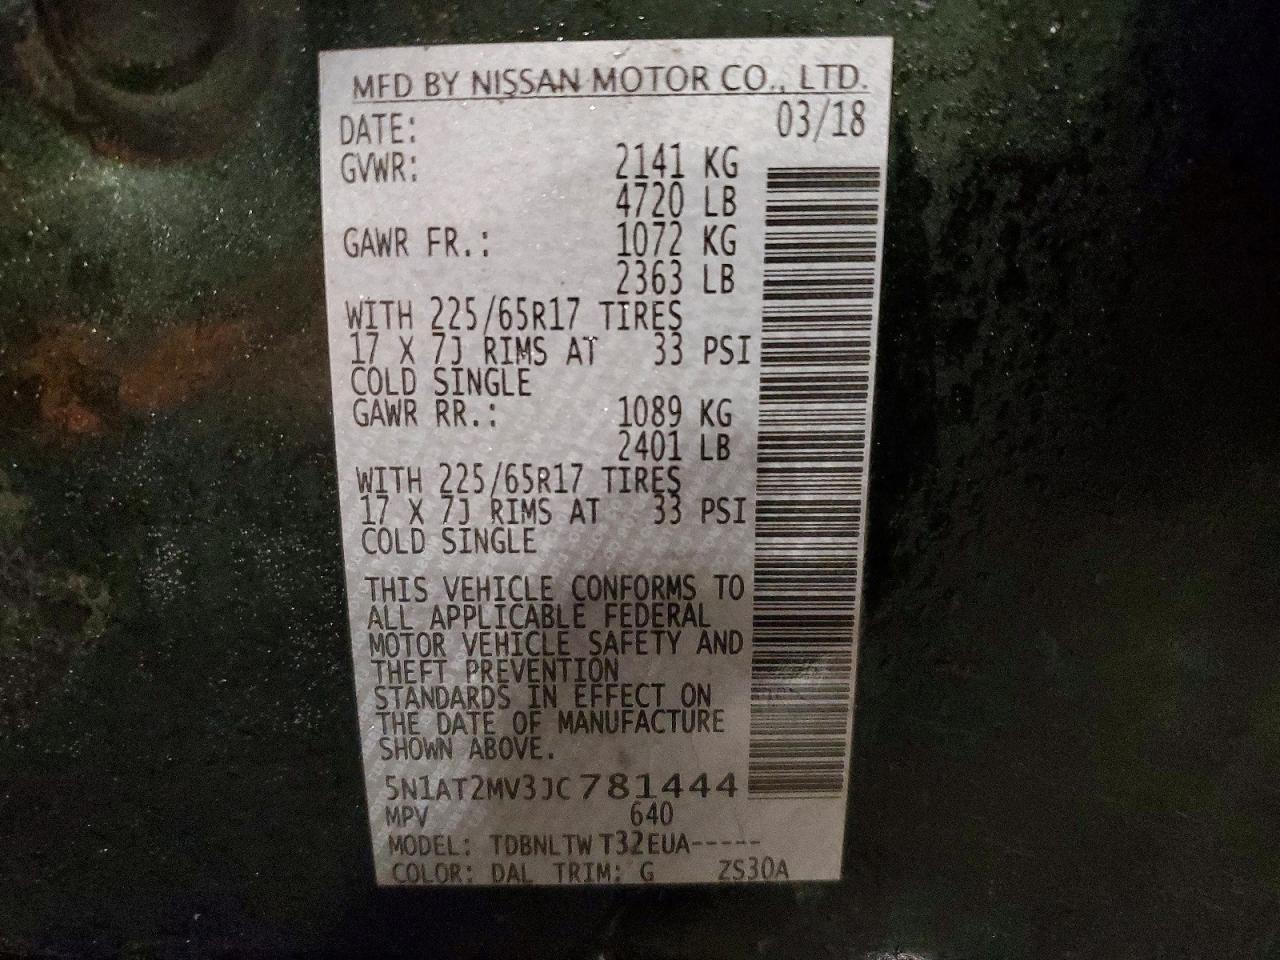 MFD BY NISSAN MOTOR CO., LTD.
DATE: 03/18
GVWR: 2141 KG
4720 LB
GAWR FR.: 1072 KG
2363 LB
WITH 225/65R17 TIRES
17 X 7J RIMS AT 33 PSI
COLD SINGLE
GAWR RR.: 1089 KG
2401 LB
WITH 225/65R17 TIRES
17 X 7J RIMS AT 33 PSI
COLD SINGLE
THIS VEHICLE CONFORMS TO
ALL APPLICABLE FEDERAL
MOTOR VEHICLE SAFETY AND
THEFT PREVENTION
STANDARDS IN EFFECT ON
THE DATE OF MANUFACTURE
SHOWN ABOVE.
5N1AT2MV3JC781444
MPV 640
MODEL: TDBNLTW T32EUA-----
COLOR: DAL TRIM: G ZS30A